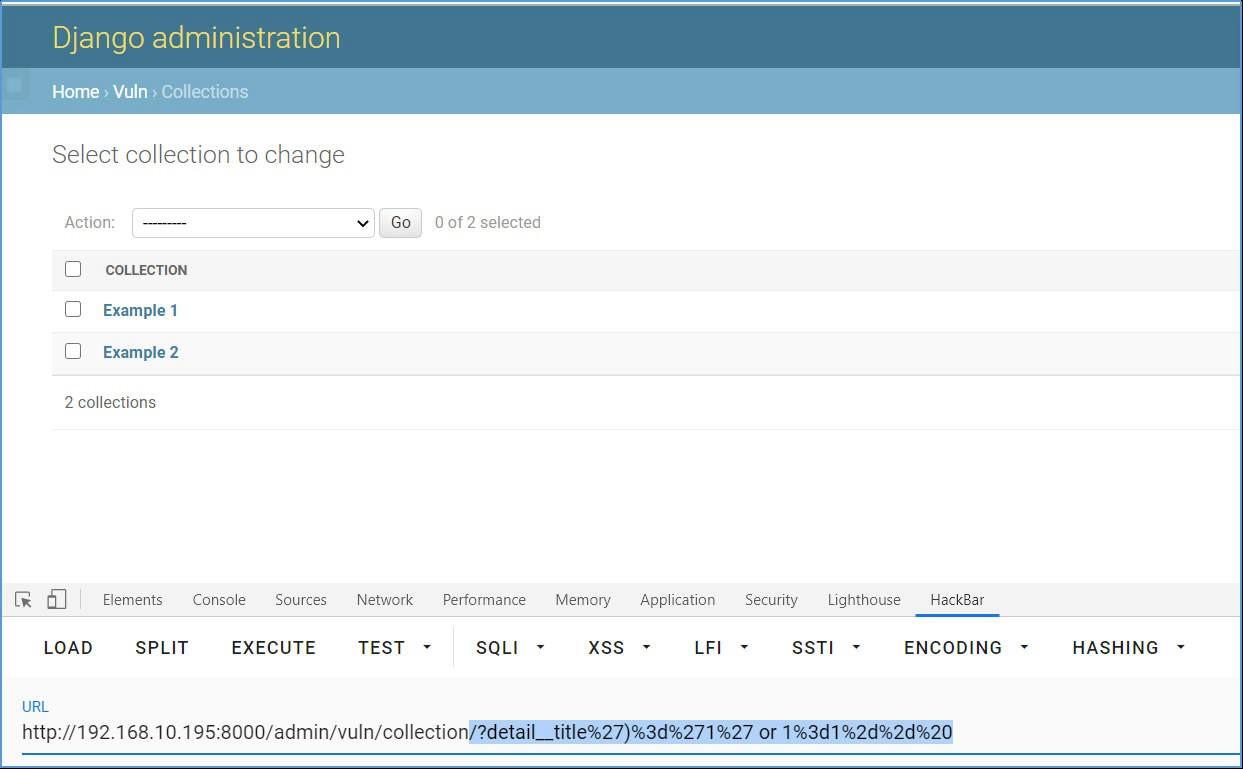 Django administration
Home › Vuln › Collections
Select collection to change
Action: --------- Go 0 of 2 selected
COLLECTION
Example 1
Example 2
2 collections
Elements Console Sources Network Performance Memory Application Security Lighthouse HackBar
LOAD SPLIT EXECUTE TEST SQLI XSS LFI SSTI ENCODING HASHING
URL
http://192.168.10.195:8000/admin/vuln/collection/?detail__title%27)%3d%271%27 or 1%3d1%2d%2d%20